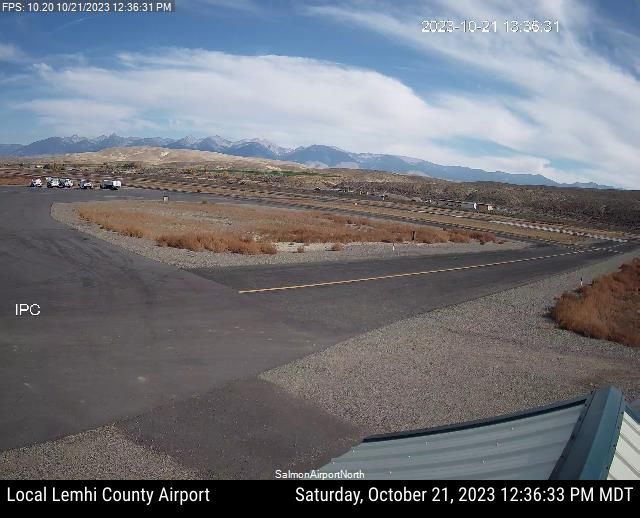 FPS: 10.20 10/21/2023 12:36:31 PM
2023-10-21 13:36:31
IPC
SalmonAirportNorth
Local Lemhi County Airport
Saturday, October 21, 2023 12:36:33 PM MDT